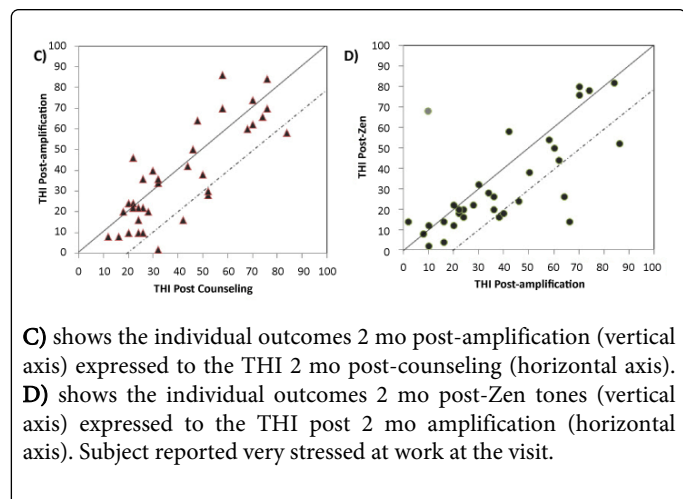 C)
100
90
80
70
60
50
40
30
20
10
0
THI Post-amplification
0 10 20 30 40 50 60 70 80 90 100
THI Post Counseling
D)
100
90
80
70
60
50
40
30
20
10
0
THI Post-Zen
0 10 20 30 40 50 60 70 80 90 100
THI Post-amplification
C) shows the individual outcomes 2 mo post-amplification (vertical
axis) expressed to the THI 2 mo post-counseling (horizontal axis).
D) shows the individual outcomes 2 mo post-Zen tones (vertical
axis) expressed to the THI post 2 mo amplification (horizontal
axis). Subject reported very stressed at work at the visit.